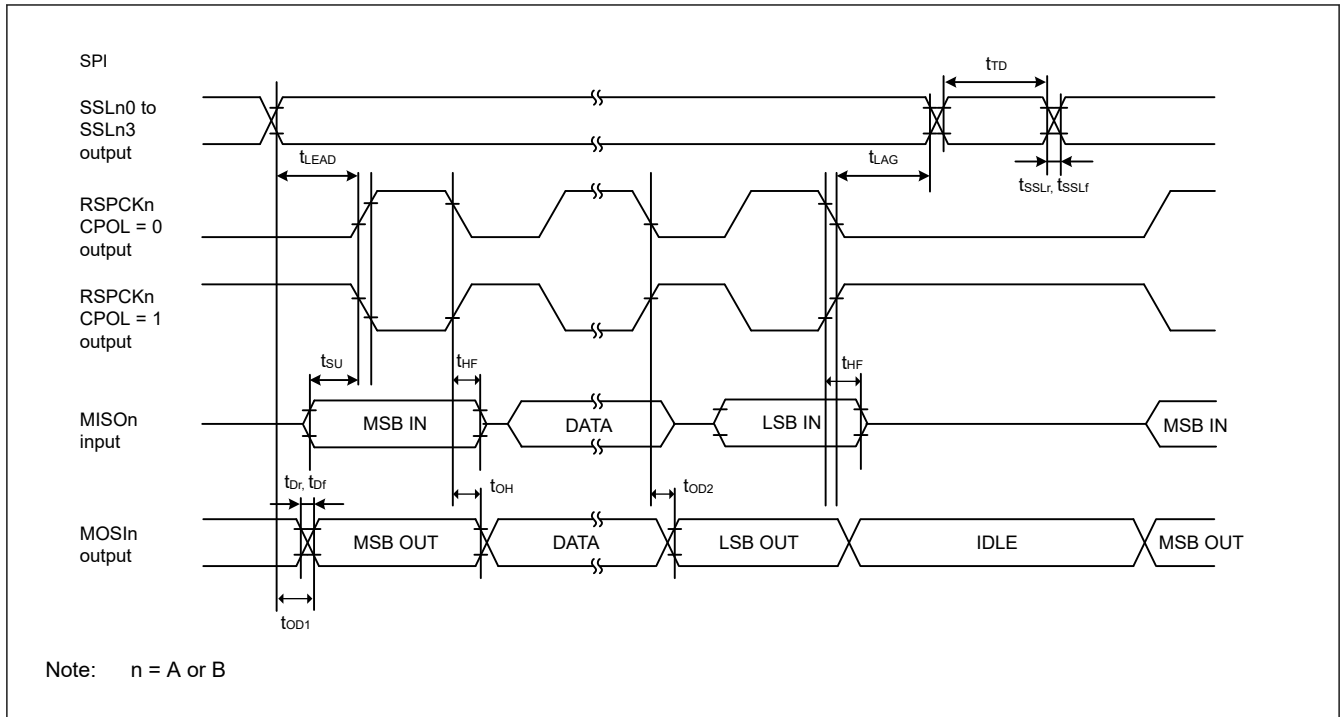 SPI
SSLn0 to
SSLn3
output
tTD
tLEAD
tLAG
tSSLr, tSSLf
RSPCKn
CPOL = 0
output
RSPCKn
CPOL = 1
output
tSU
tHF
tHF
MISOn
input
MSB IN
DATA
LSB IN
MSB IN
tDr, tDf
tOH
tOD2
MOSIn
output
MSB OUT
DATA
LSB OUT
IDLE
MSB OUT
tOD1
Note: n = A or B